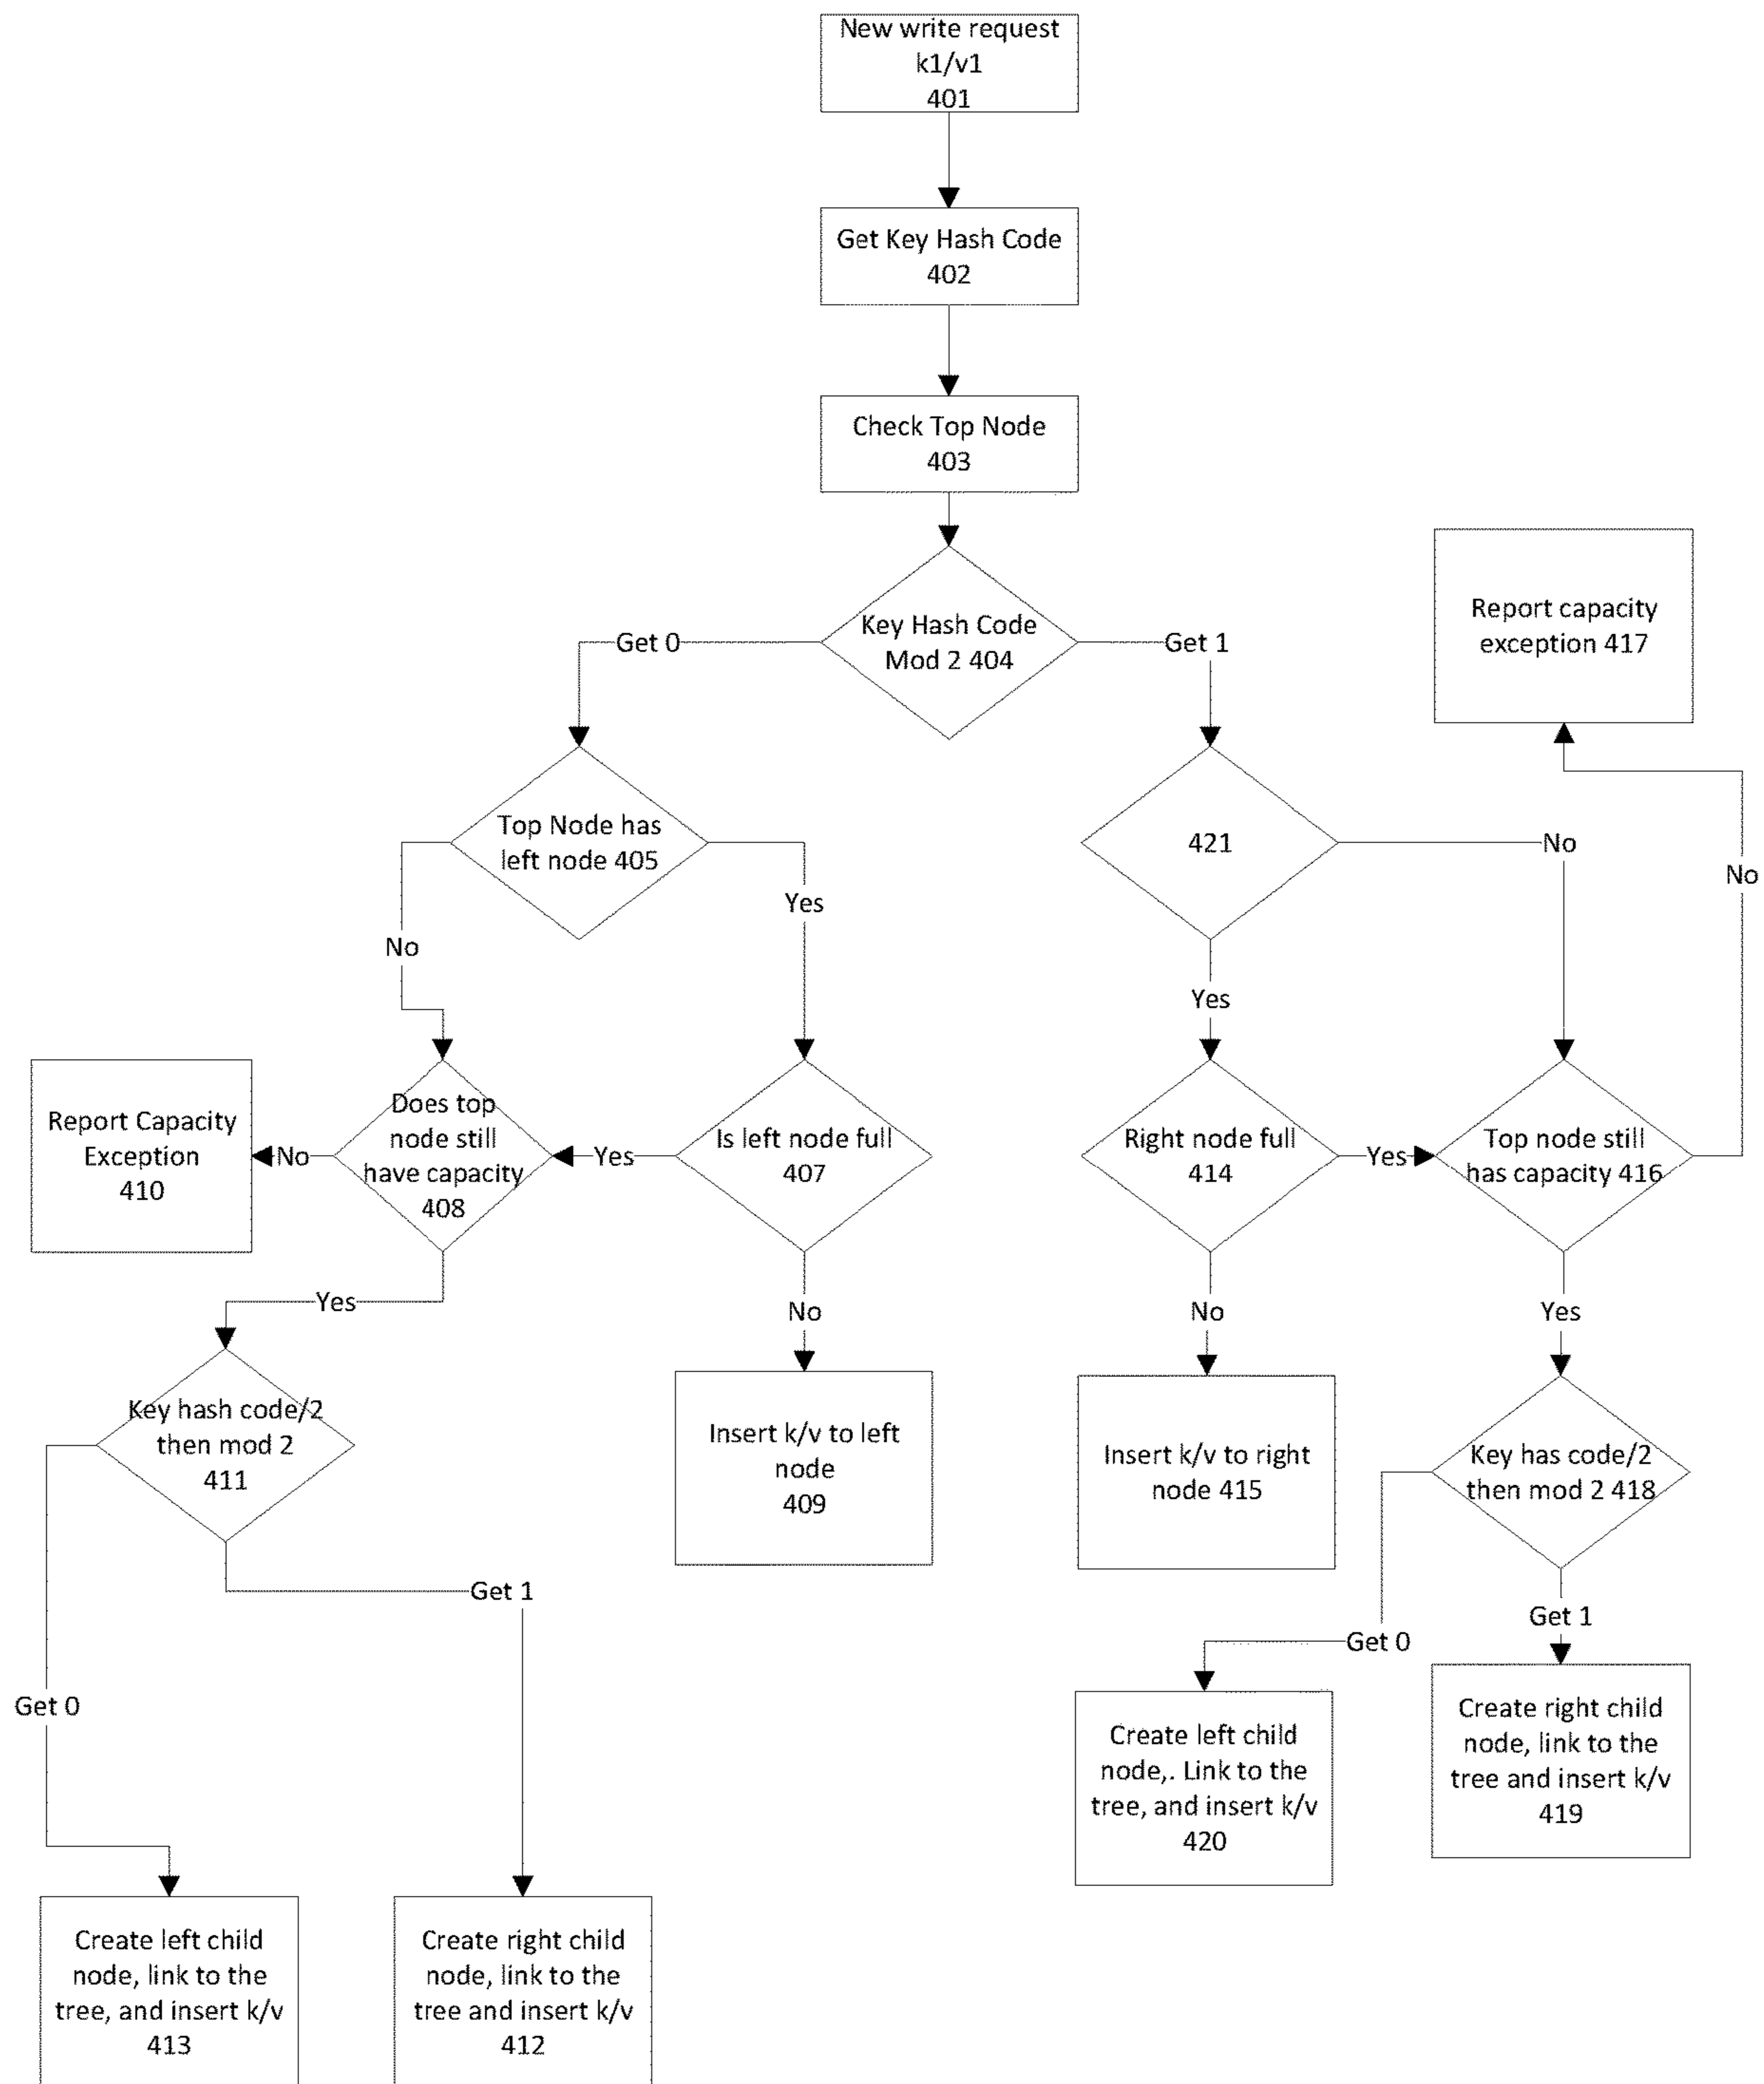 New write request
k1/v1
401
Get Key Hash Code
402
Check Top Node
403
Key Hash Code
Mod 2 404
Get 0
Get 1
Report capacity
exception 417
Top Node has
left node 405
421
No
No
Yes
No
Yes
Report Capacity
Exception
410
No
Does top
node still
have capacity
408
Yes
Is left node full
407
Right node full
414
Yes
Top node still
has capacity 416
Yes
No
No
Yes
Key hash code/2
then mod 2
411
Insert k/v to left
node
409
Insert k/v to right
node 415
Key has code/2
then mod 2 418
Get 1
Get 1
Get 0
Get 0
Create left child
node,. Link to the
tree, and insert k/v
420
Create right child
node, link to the
tree and insert k/v
419
Create left child
node, link to the
tree, and insert k/v
413
Create right child
node, link to the
tree and insert k/v
412